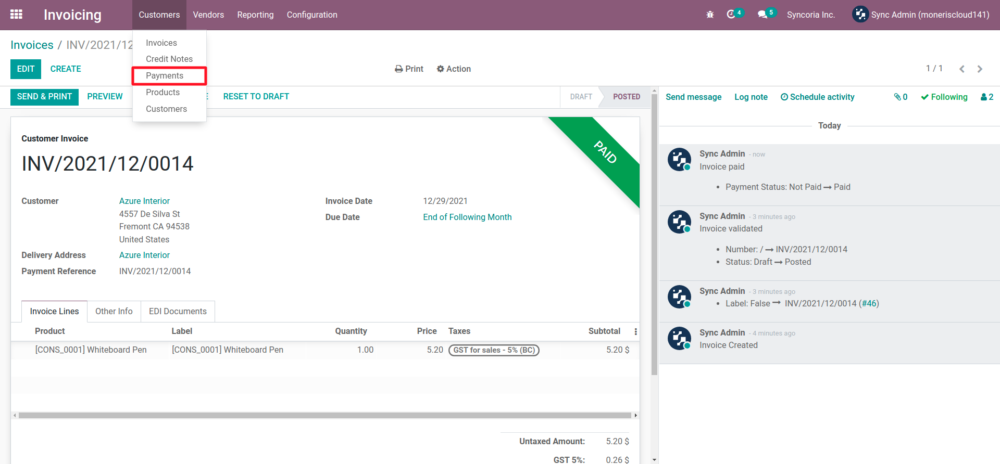 Invoicing Customers Vendors Reporting Configuration 4 5 Syncoria Inc. Sync Admin (moneriscloud141)
Invoices
Credit Notes
Payments
Products
Customers
Invoices / INV/2021/12
EDIT CREATE Print Action 1 / 1
SEND & PRINT PREVIEW RESET TO DRAFT DRAFT POSTED
Customer Invoice
INV/2021/12/0014
PAID
Customer Azure Interior
4557 De Silva St
Fremont CA 94538
United States
Invoice Date 12/29/2021
Due Date End of Following Month
Delivery Address Azure Interior
Payment Reference INV/2021/12/0014
Invoice Lines Other Info EDI Documents
Product Label Quantity Price Taxes Subtotal
[CONS_0001] Whiteboard Pen [CONS_0001] Whiteboard Pen 1.00 5.20 GST for sales - 5% (BC) 5.20 $
Untaxed Amount: 5.20 $
GST 5%: 0.26 $
Send message Log note Schedule activity 0 Following 2
Today
Sync Admin - now
Invoice paid
• Payment Status: Not Paid → Paid
Sync Admin - 3 minutes ago
Invoice validated
• Number: / → INV/2021/12/0014
• Status: Draft → Posted
Sync Admin - 3 minutes ago
• Label: False → INV/2021/12/0014 (#46)
Sync Admin - 4 minutes ago
Invoice Created